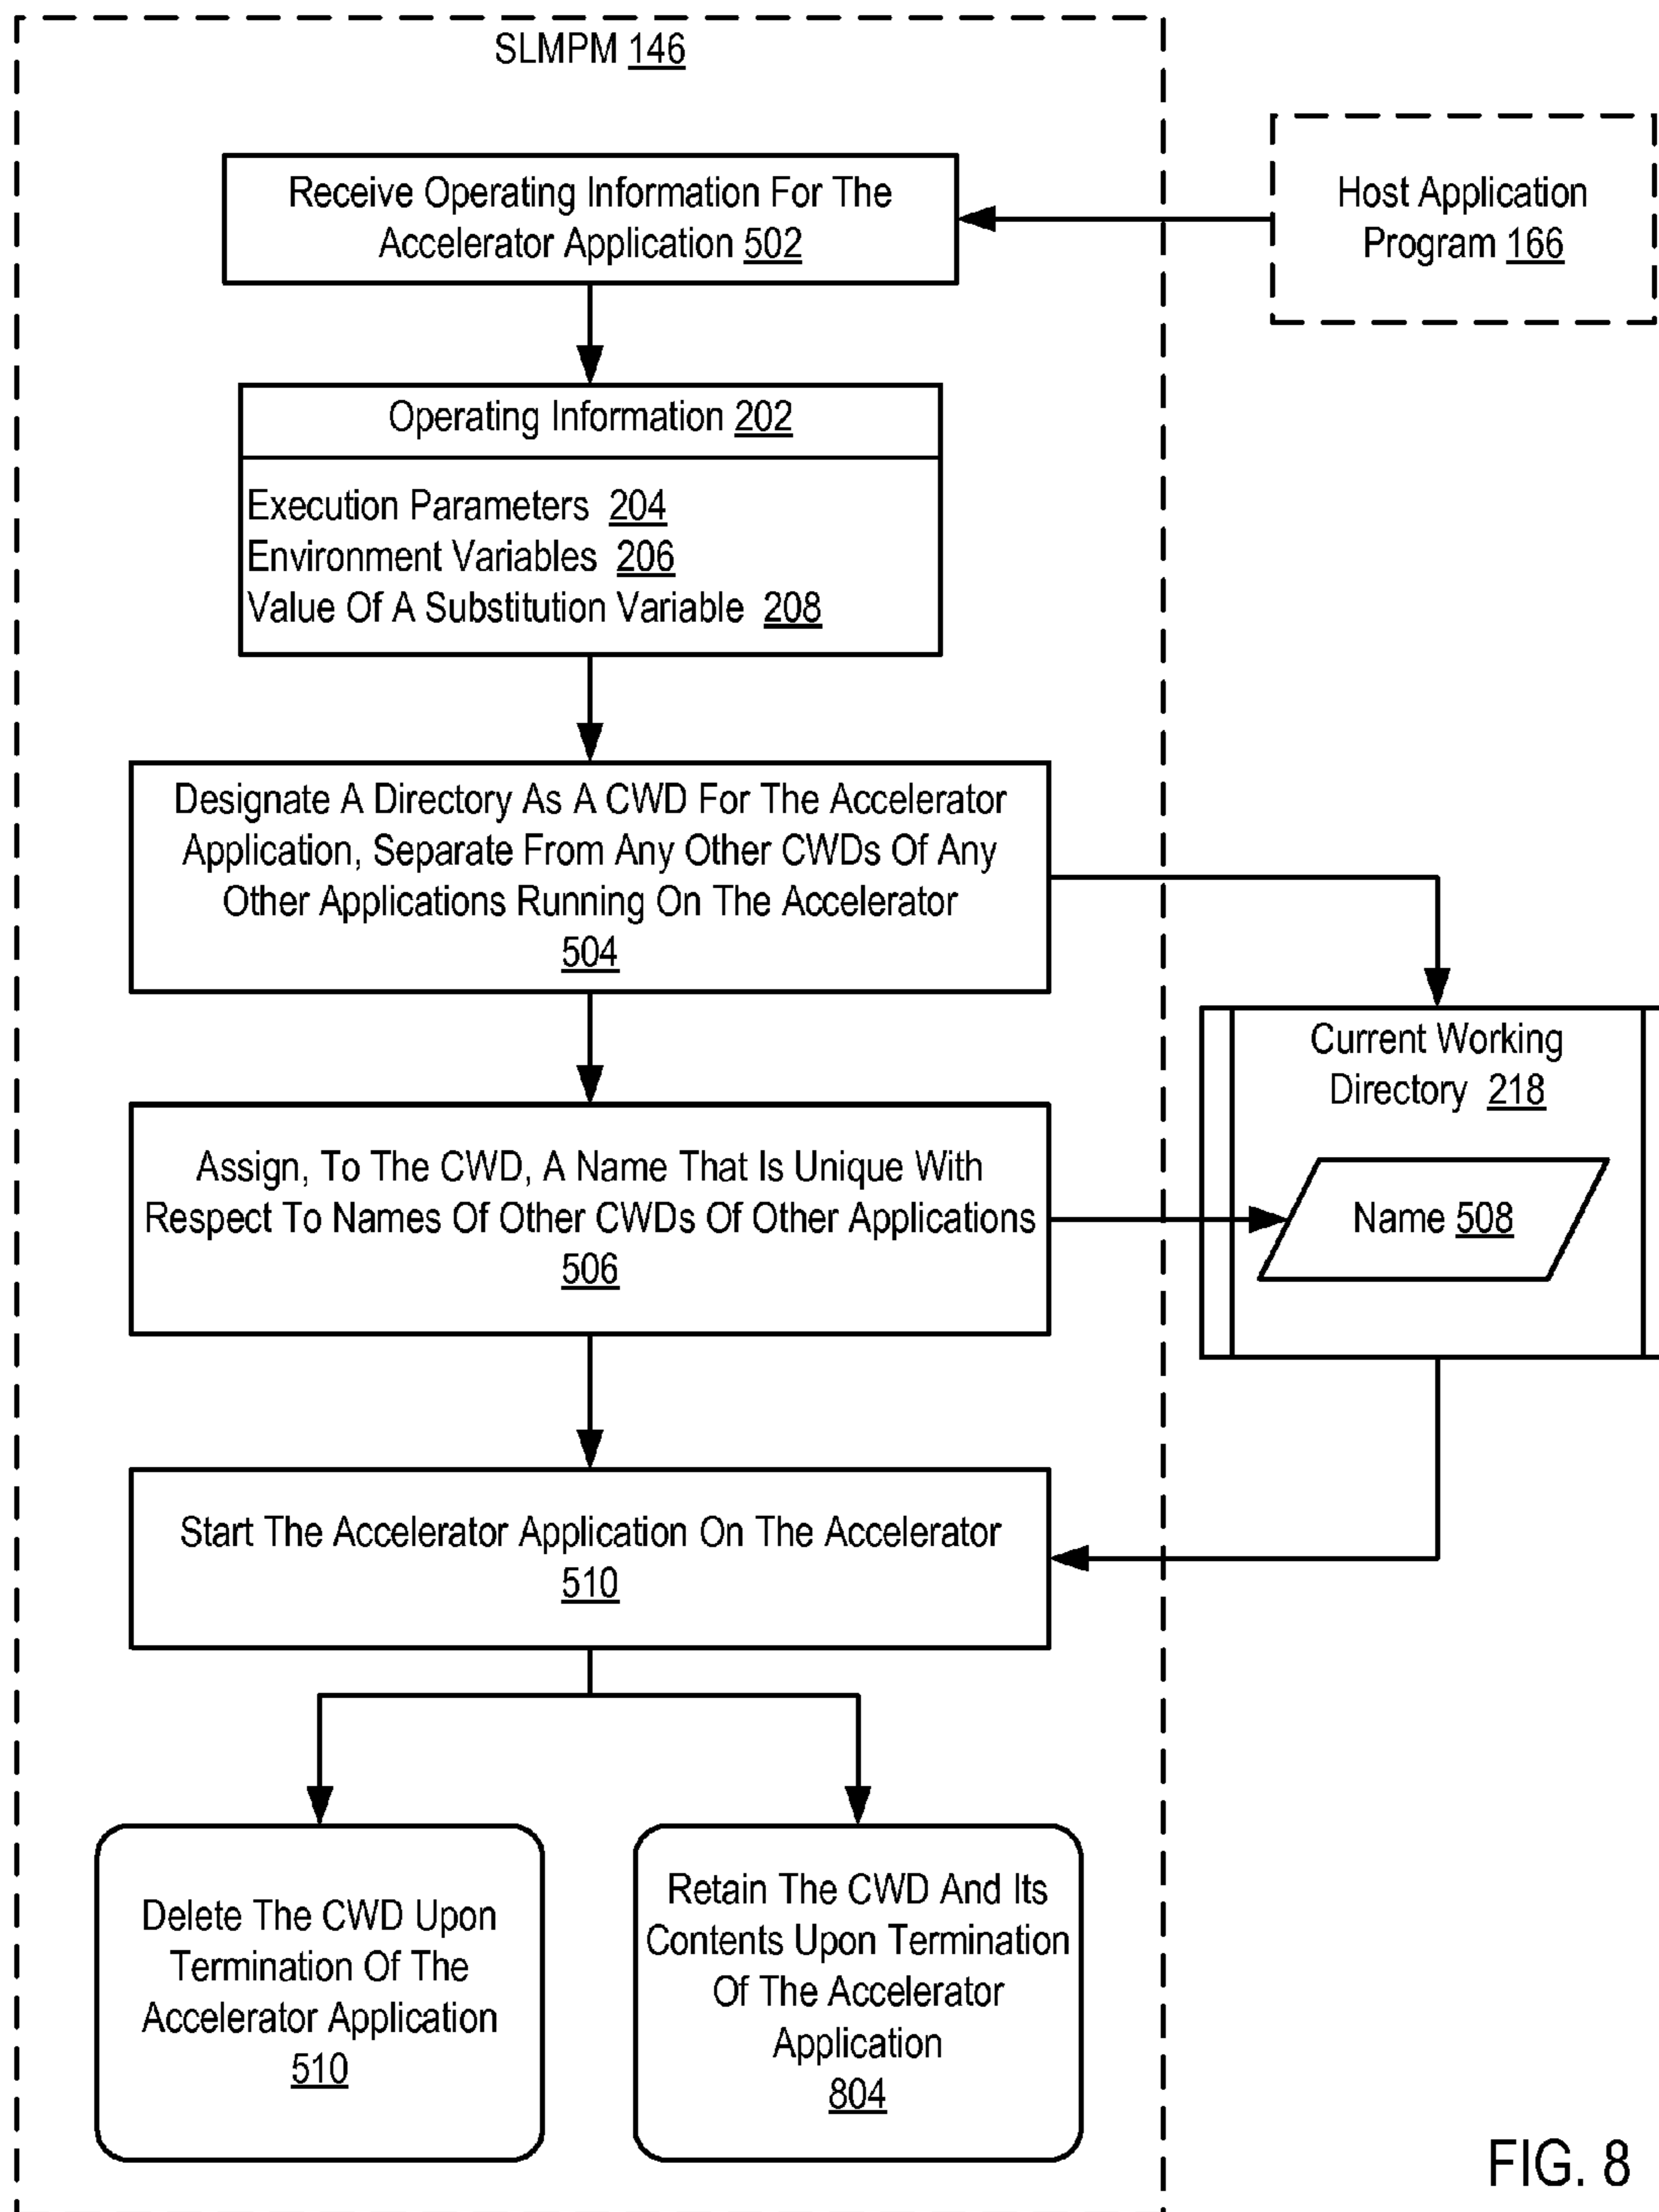 SLMPM 146
Receive Operating Information For The
Accelerator Application 502
Host Application
Program 166
Operating Information 202
Execution Parameters 204
Environment Variables 206
Value Of A Substitution Variable 208
Designate A Directory As A CWD For The Accelerator
Application, Separate From Any Other CWDs Of Any
Other Applications Running On The Accelerator
504
Current Working
Directory 218
Name 508
Assign, To The CWD, A Name That Is Unique With
Respect To Names Of Other CWDs Of Other Applications
506
Start The Accelerator Application On The Accelerator
510
Delete The CWD Upon
Termination Of The
Accelerator Application
510
Retain The CWD And Its
Contents Upon Termination
Of The Accelerator
Application
804
FIG. 8